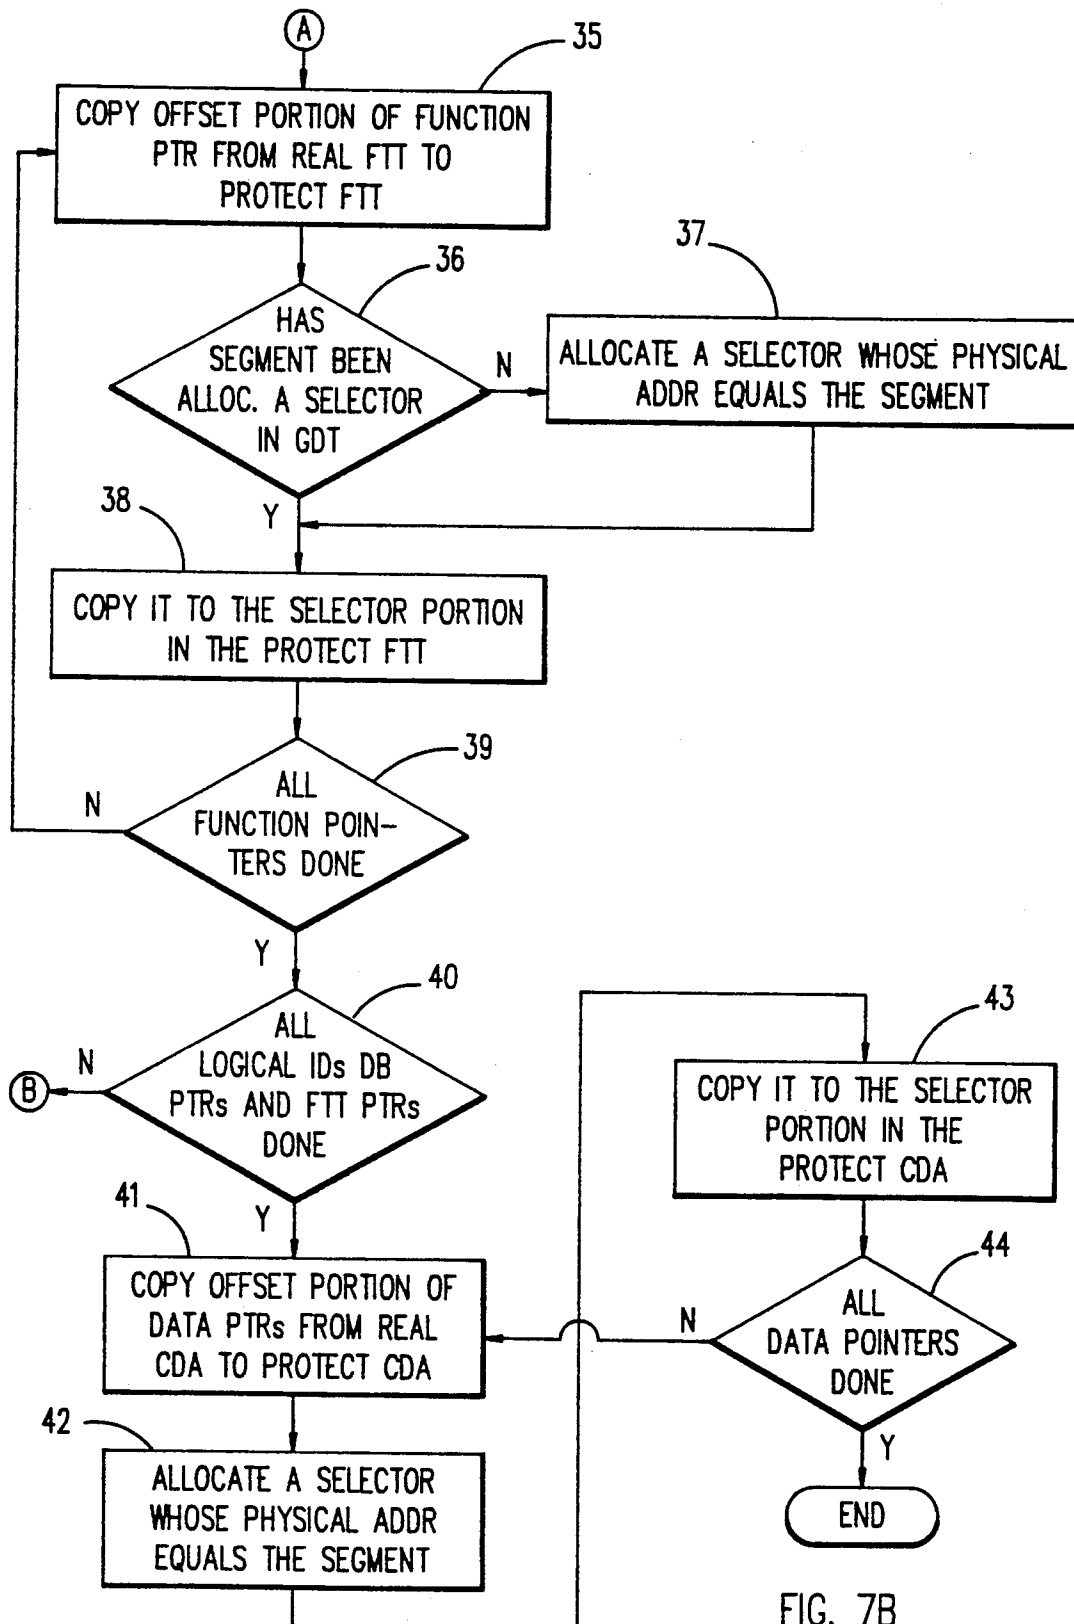 A
35
COPY OFFSET PORTION OF FUNCTION
PTR FROM REAL FTT TO
PROTECT FTT
36
HAS
SEGMENT BEEN
ALLOC. A SELECTOR
IN GDT
N
Y
37
ALLOCATE A SELECTOR WHOSE PHYSICAL
ADDR EQUALS THE SEGMENT
38
COPY IT TO THE SELECTOR PORTION
IN THE PROTECT FTT
39
ALL
FUNCTION POIN-
TERS DONE
N
Y
40
ALL
LOGICAL IDs DB
PTRs AND FTT PTRs
DONE
N
B
Y
41
COPY OFFSET PORTION OF
DATA PTRs FROM REAL
CDA TO PROTECT CDA
42
ALLOCATE A SELECTOR
WHOSE PHYSICAL ADDR
EQUALS THE SEGMENT
43
COPY IT TO THE SELECTOR
PORTION IN THE
PROTECT CDA
44
ALL
DATA POINTERS
DONE
N
Y
END
FIG. 7B